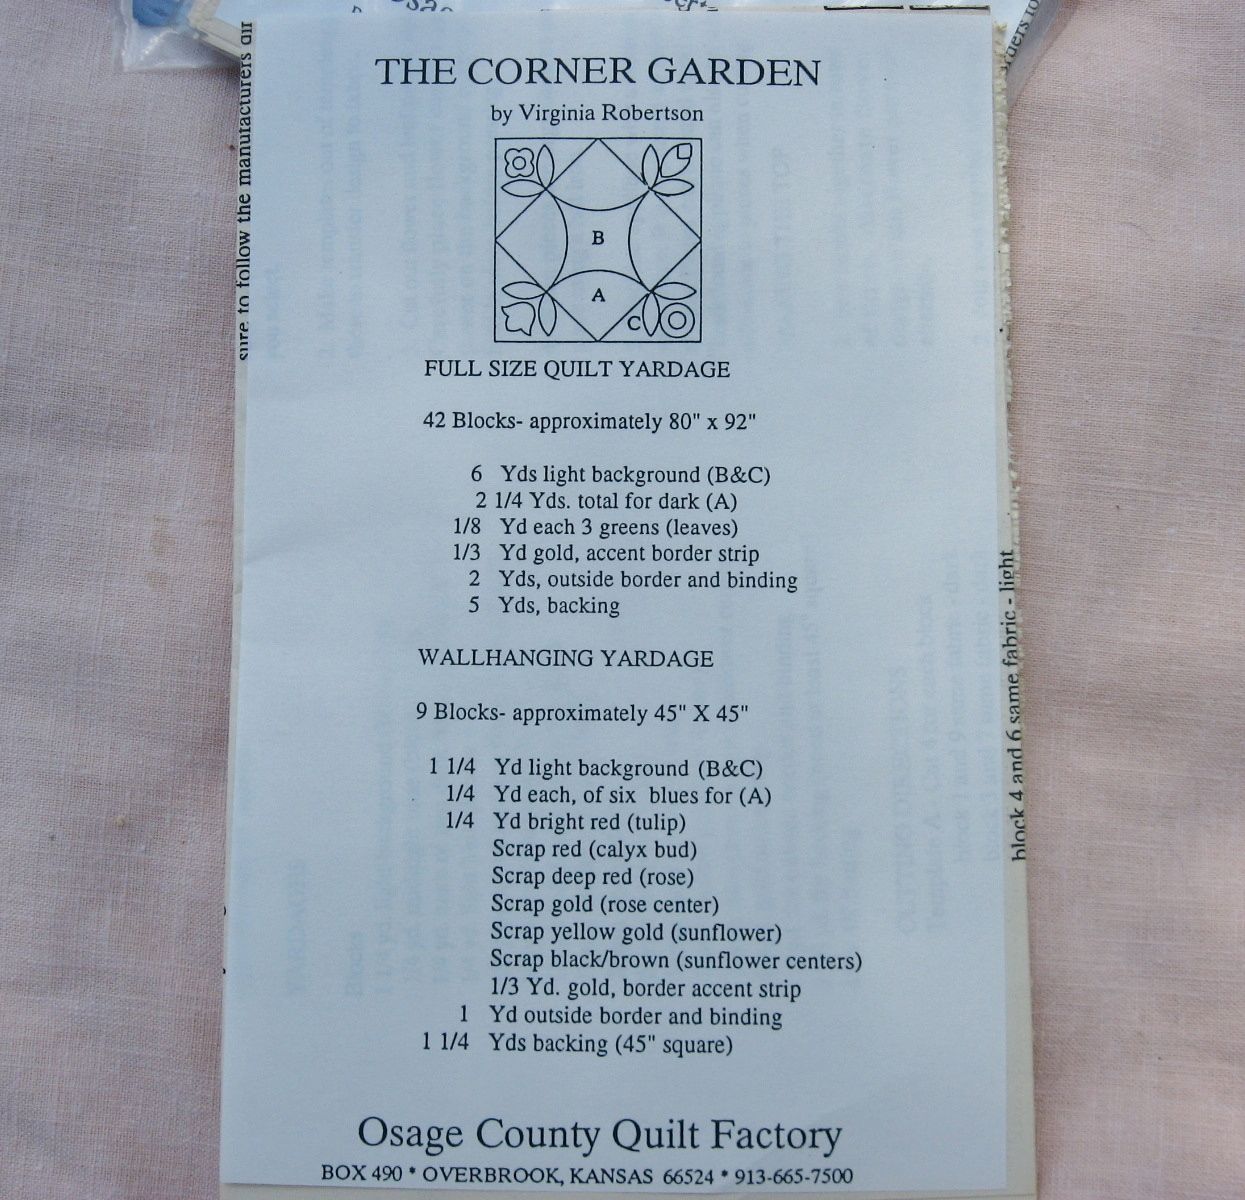 THE CORNER GARDEN
by Virginia Robertson
B
A
C
FULL SIZE QUILT YARDAGE
42 Blocks- approximately 80" x 92"
6 Yds light background (B&C)
2 1/4 Yds. total for dark (A)
1/8 Yd each 3 greens (leaves)
1/3 Yd gold, accent border strip
2 Yds, outside border and binding
5 Yds, backing
WALLHANGING YARDAGE
9 Blocks- approximately 45" X 45"
1 1/4 Yd light background (B&C)
1/4 Yd each, of six blues for (A)
1/4 Yd bright red (tulip)
Scrap red (calyx bud)
Scrap deep red (rose)
Scrap gold (rose center)
Scrap yellow gold (sunflower)
Scrap black/brown (sunflower centers)
1/3 Yd. gold, border accent strip
1 Yd outside border and binding
1 1/4 Yds backing (45" square)
Osage County Quilt Factory
BOX 490 * OVERBROOK, KANSAS 66524 * 913-665-7500
sure to follow the manufacturers
block 4 and 6 same fabric - light